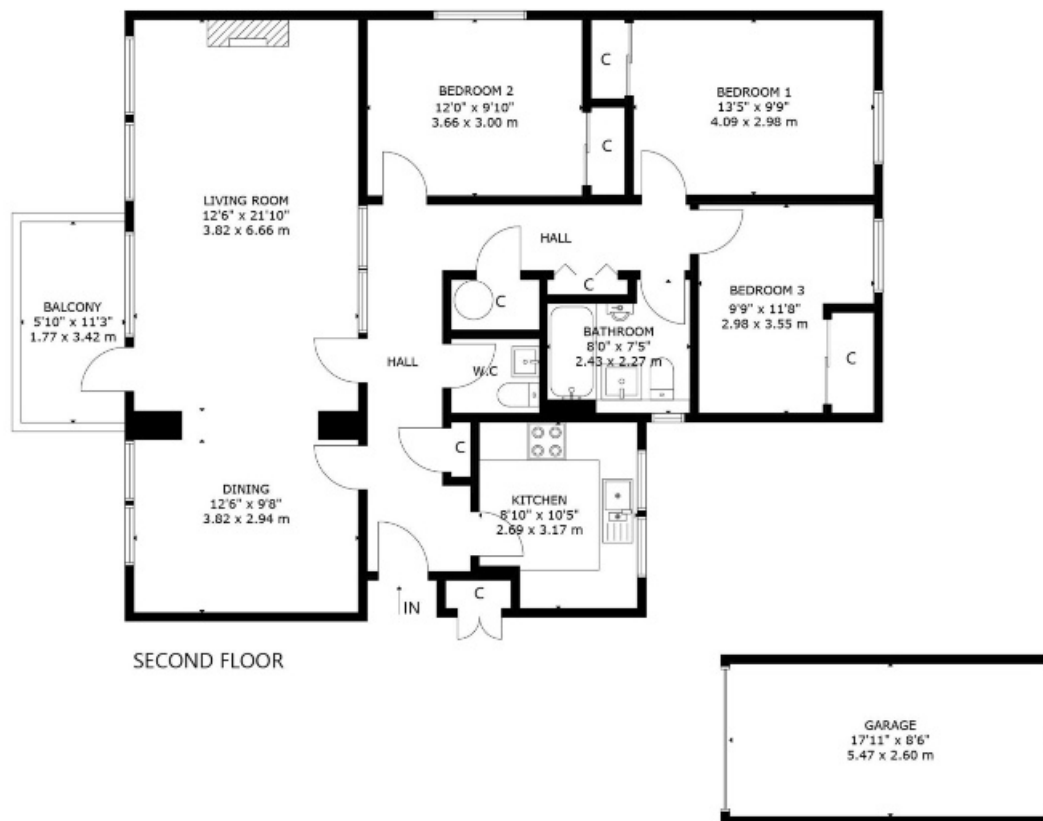 BEDROOM 2
12'0" x 9'10"
3.66 x 3.00 m
C
C
BEDROOM 1
13'5" x 9'9"
4.09 x 2.98 m
LIVING ROOM
12'6" x 21'10"
3.82 x 6.66 m
HALL
BALCONY
5'10" x 11'3"
1.77 x 3.42 m
C
C
BEDROOM 3
9'9" x 11'8"
2.98 x 3.55 m
C
BATHROOM
8'0" x 7'5"
2.43 x 2.27 m
HALL
W.C
C
DINING
12'6" x 9'8"
3.82 x 2.94 m
KITCHEN
8'10" x 10'5"
2.69 x 3.17 m
IN
C
SECOND FLOOR
GARAGE
17'11" x 8'6"
5.47 x 2.60 m